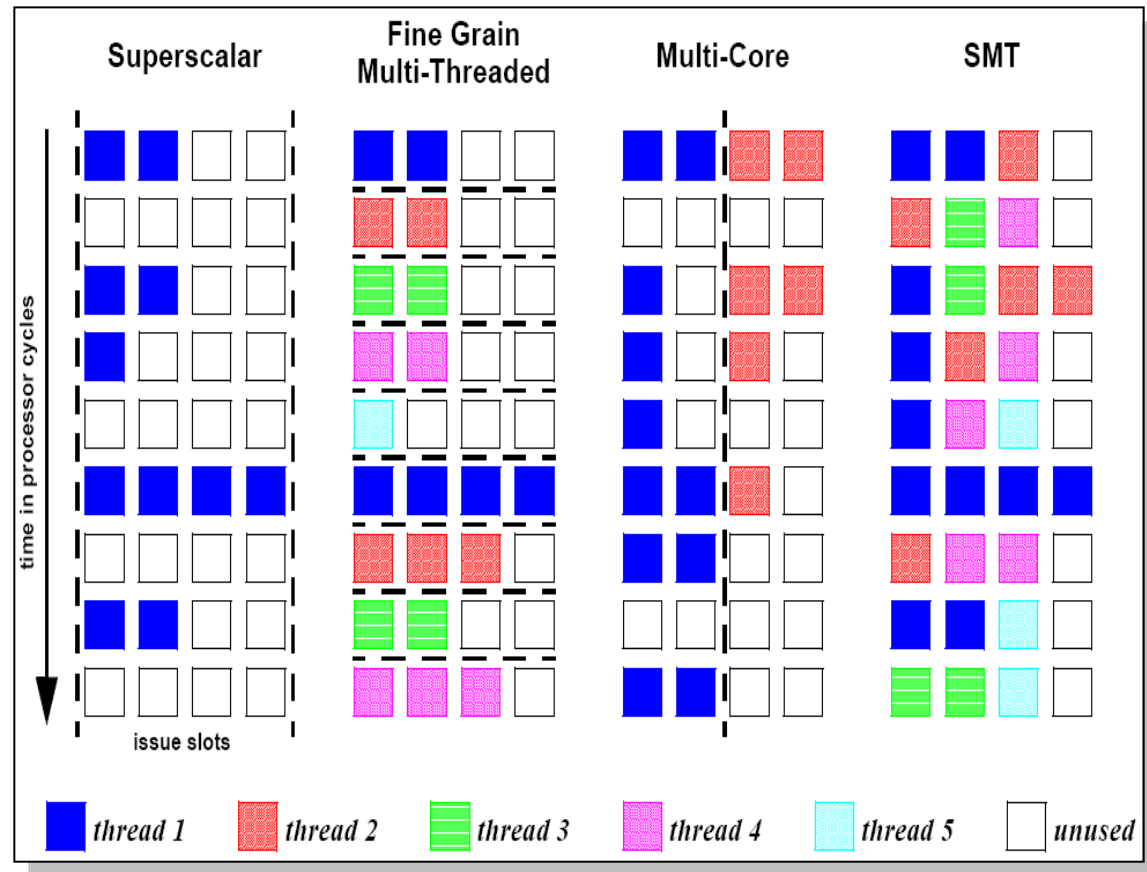 Superscalar
Fine Grain
Multi-Threaded
Multi-Core
SMT
time in processor cycles
issue slots
thread 1
thread 2
thread 3
thread 4
thread 5
unused